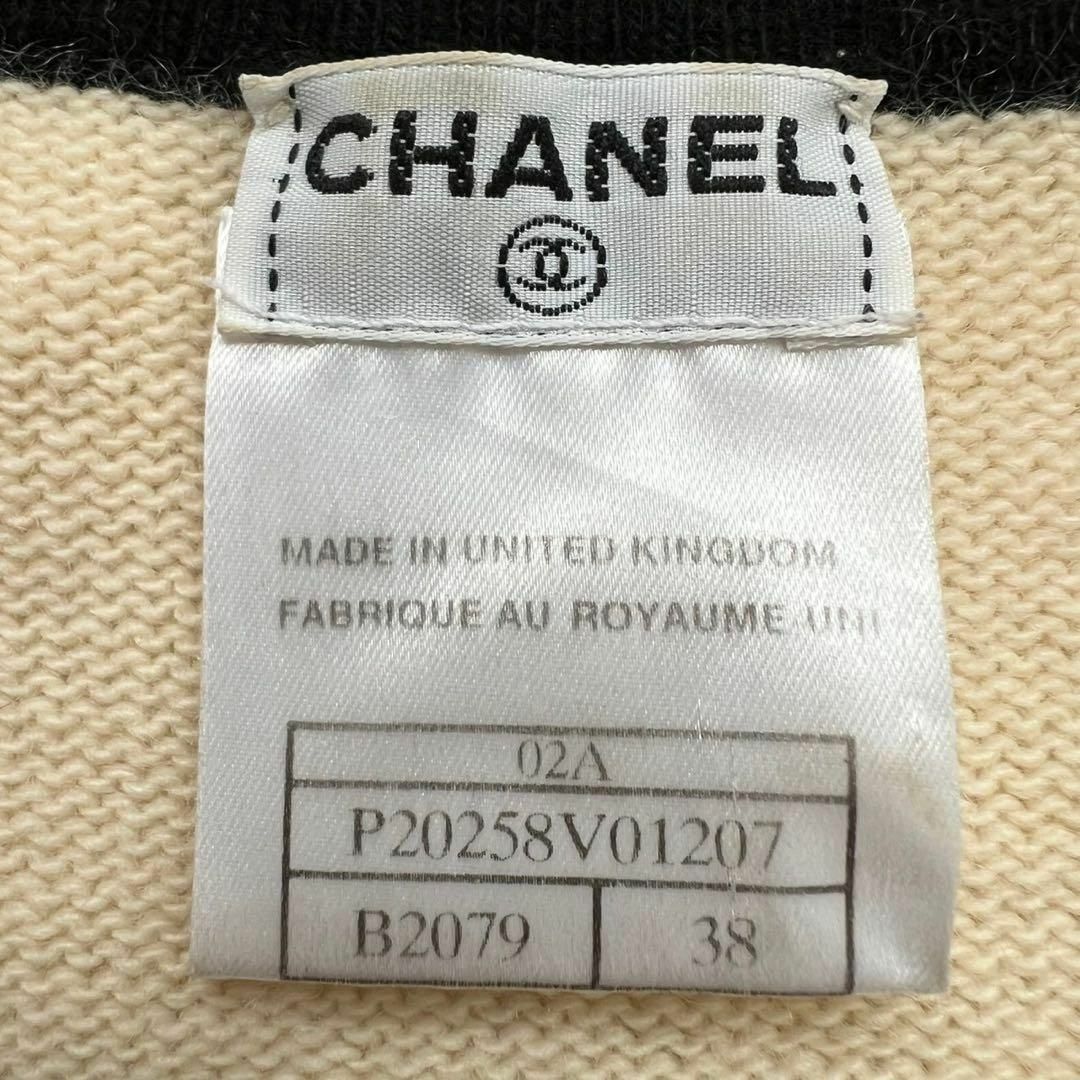 CHANEL
MADE IN UNITED KINGDOM
FABRIQUE AU ROYAUME UNI
02A
P20258V01207
B2079 38